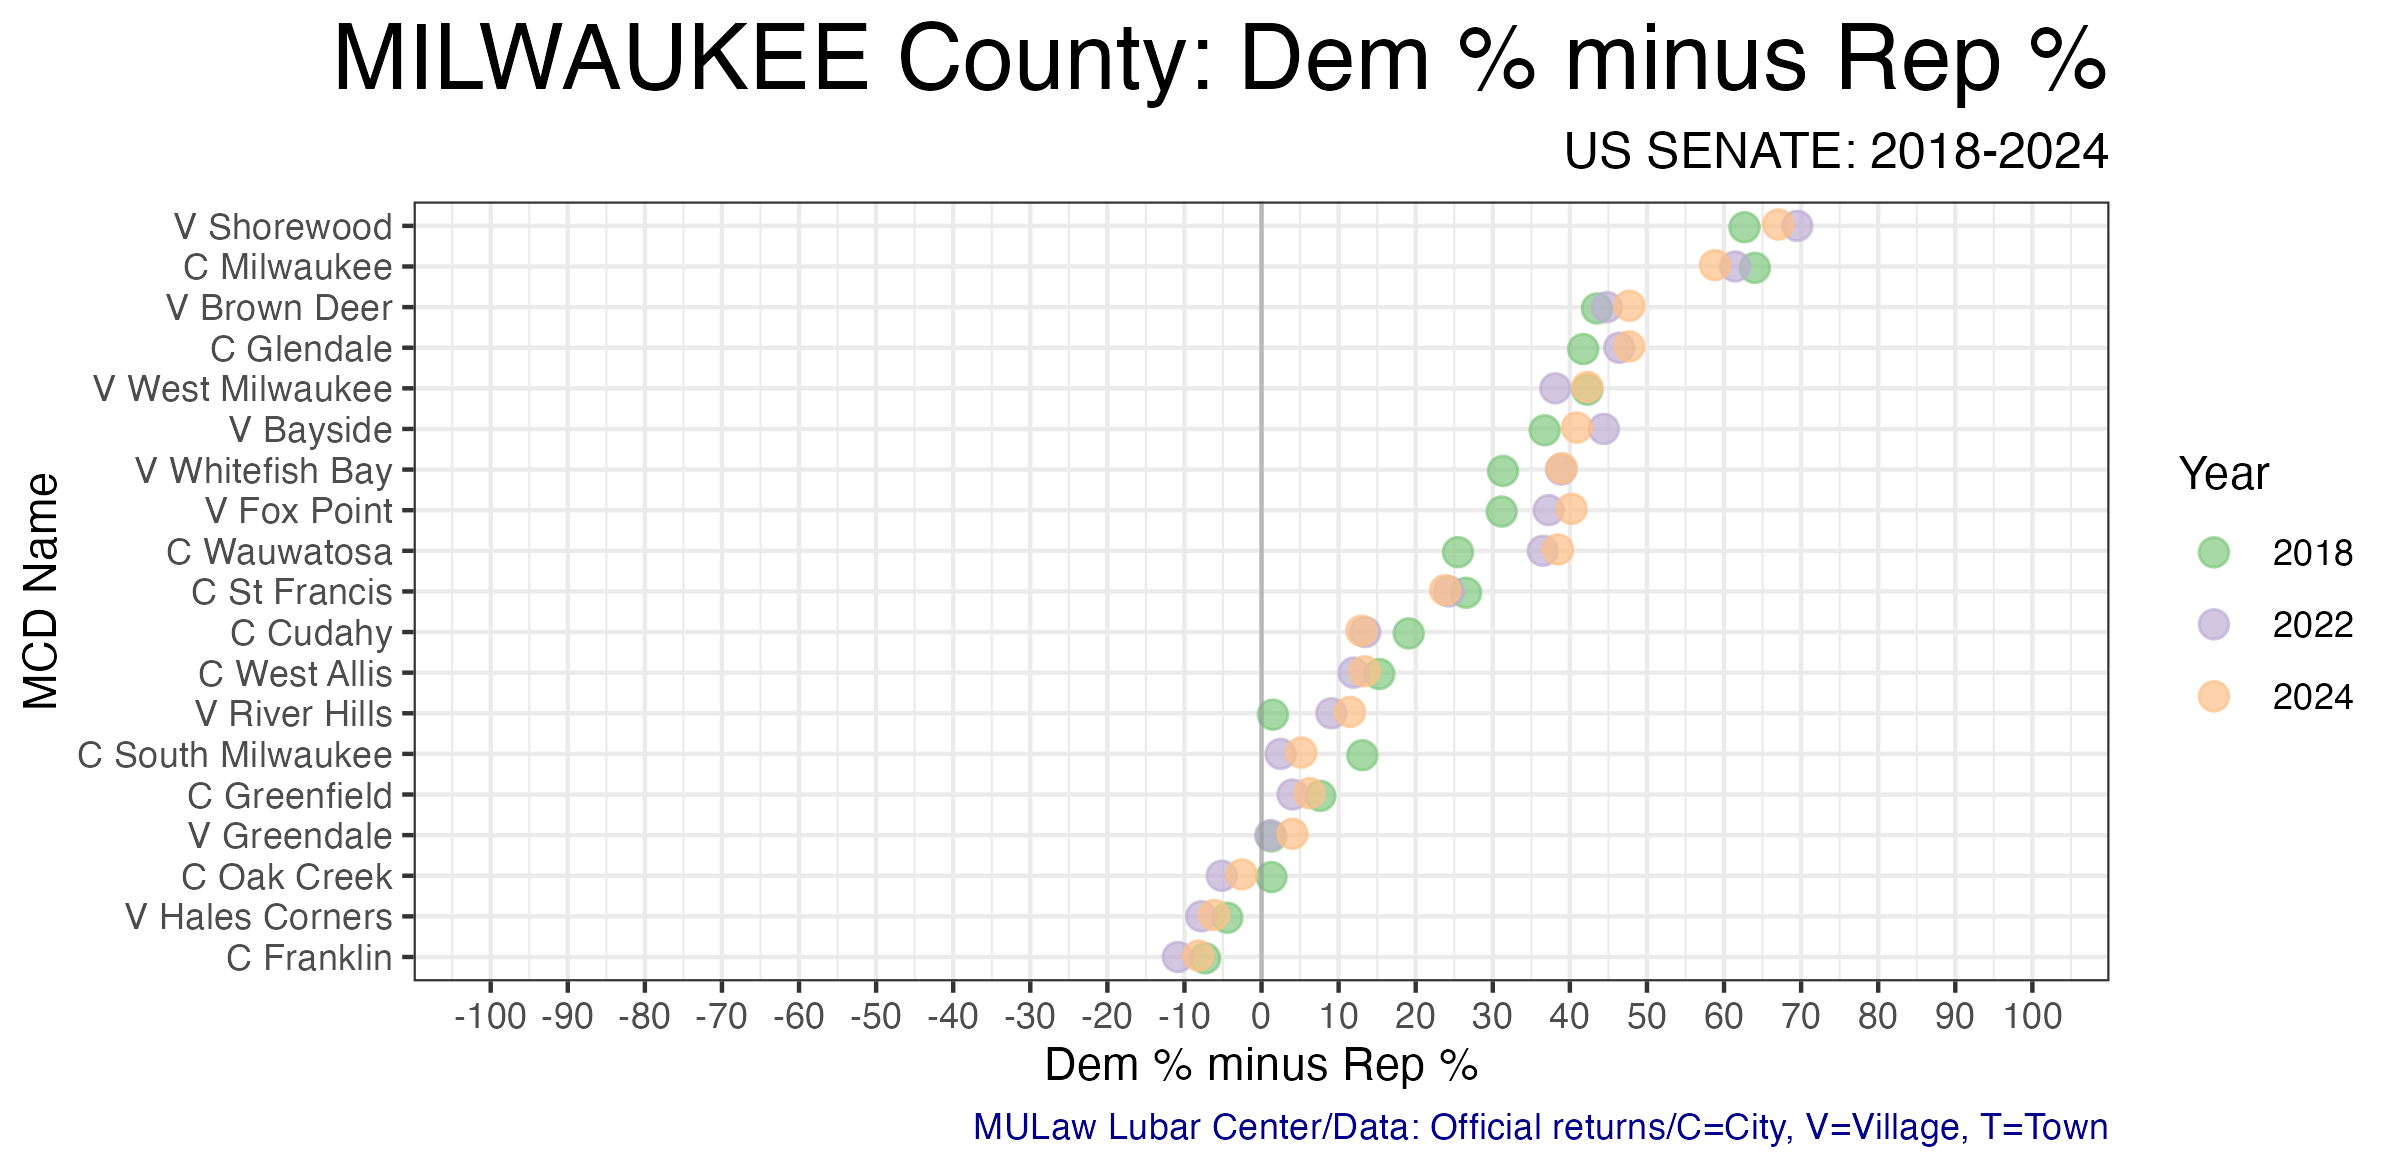 MILWAUKEE County: Dem % minus Rep %
US SENATE: 2018-2024
MCD Name
V Shorewood
C Milwaukee
V Brown Deer
C Glendale
V West Milwaukee
V Bayside
V Whitefish Bay
V Fox Point
C Wauwatosa
C St Francis
C Cudahy
C West Allis
V River Hills
C South Milwaukee
C Greenfield
V Greendale
C Oak Creek
V Hales Corners
C Franklin
-100 -90 -80 -70 -60 -50 -40 -30 -20 -10 0 10 20 30 40 50 60 70 80 90 100
Dem % minus Rep %
Year
2018
2022
2024
MULaw Lubar Center/Data: Official returns/C=City, V=Village, T=Town